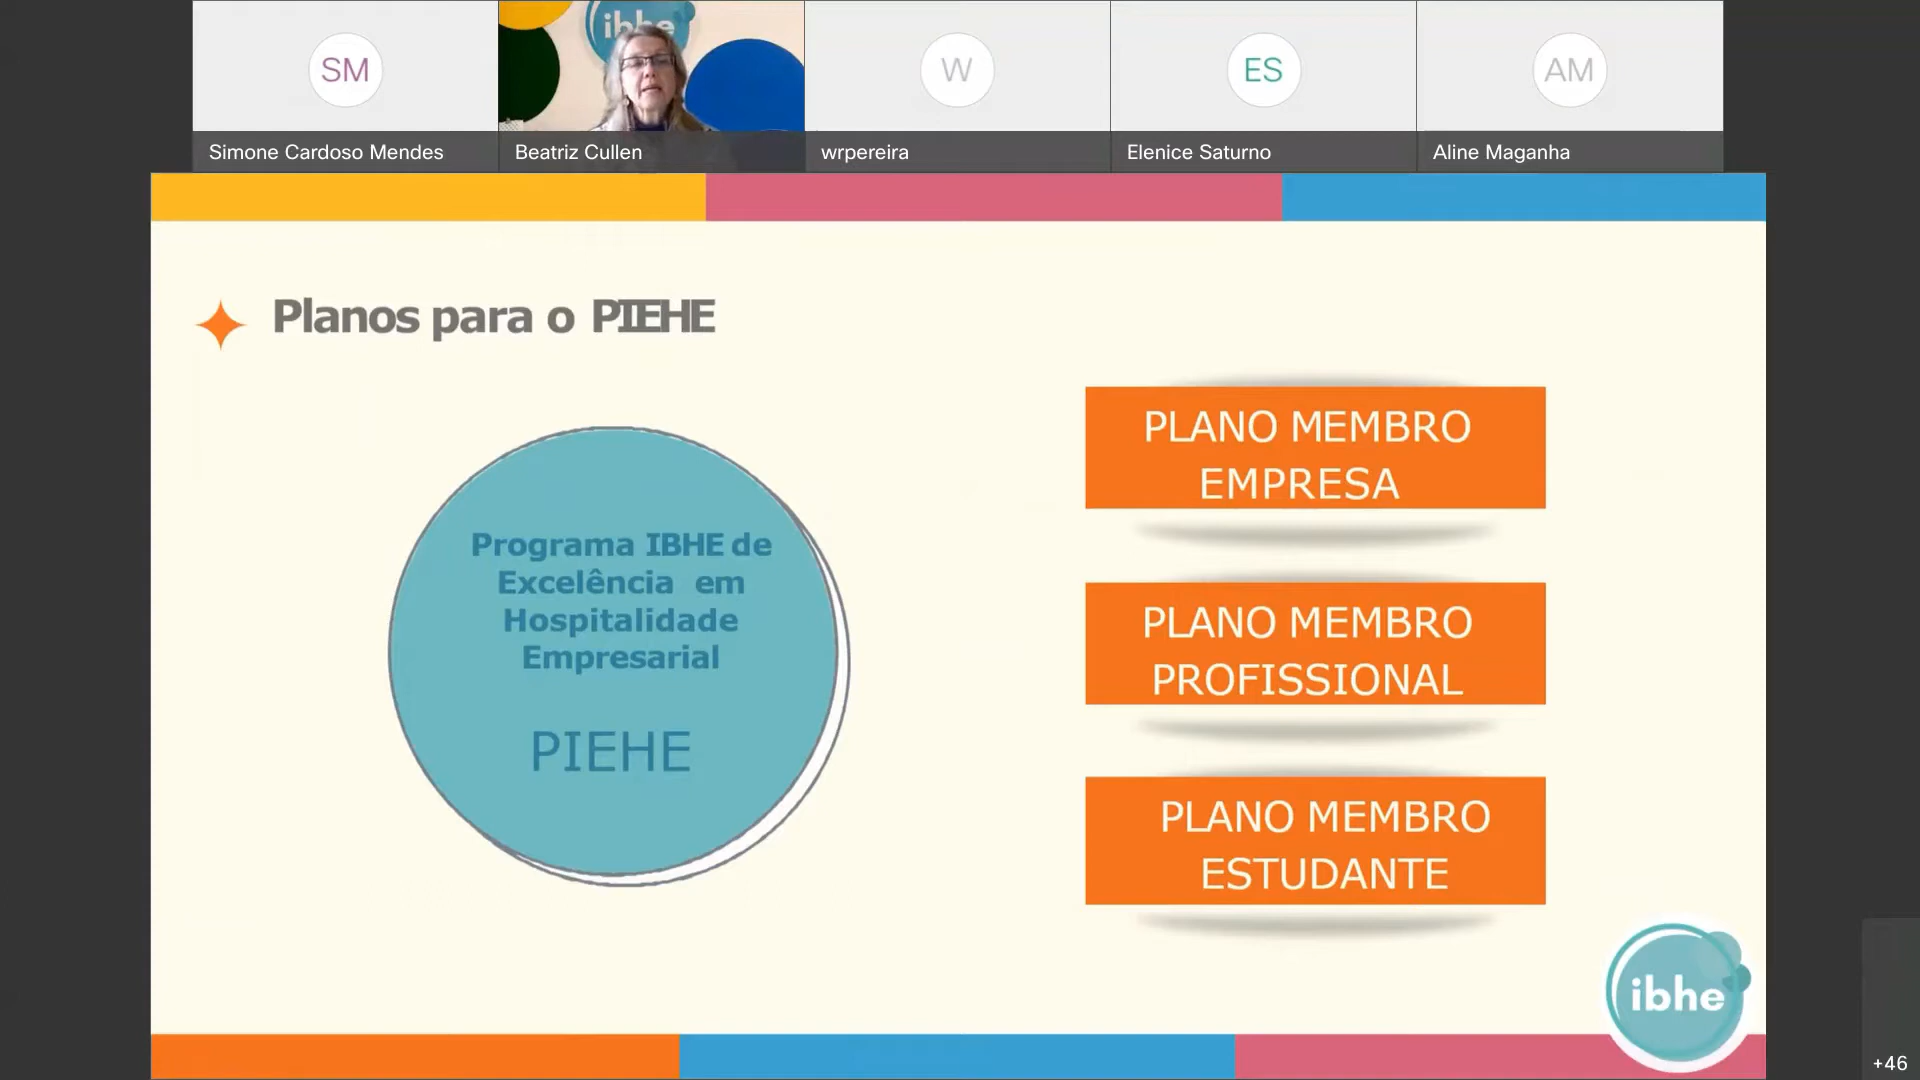 SM
W
ES
AM
ibhe
Simone Cardoso Mendes
Beatriz Cullen
wrpereira
Elenice Saturno
Aline Maganha
Planos para o PIEHE
Programa IBHE de
Excelência em
Hospitalidade
Empresarial
PIEHE
PLANO MEMBRO
EMPRESA
PLANO MEMBRO
PROFISSIONAL
PLANO MEMBRO
ESTUDANTE
ibhe
+46